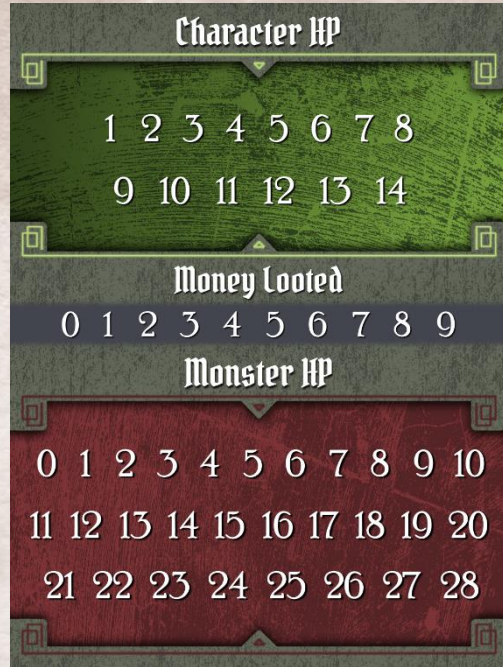 Character HP
1 2 3 4 5 6 7 8
9 10 11 12 13 14
Money Looted
0 1 2 3 4 5 6 7 8 9
Monster HP
0 1 2 3 4 5 6 7 8 9 10
11 12 13 14 15 16 17 18 19 20
21 22 23 24 25 26 27 28